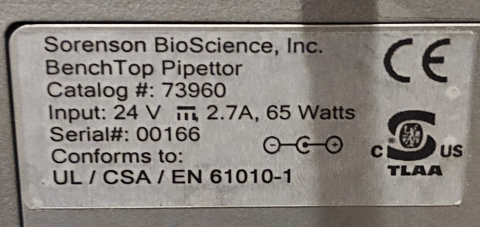 Sorenson BioScience, Inc.
BenchTop Pipettor
Catalog #: 73960
Input: 24 V ⎓ 2.7A, 65 Watts
Serial#: 00166
Conforms to:
UL / CSA / EN 61010-1
CE
C S US
TLAA